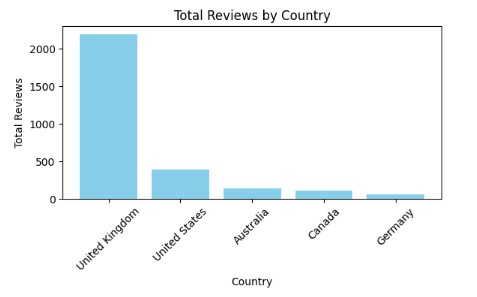 Total Reviews by Country
Total Reviews
2000
1500
1000
500
0
United Kingdom
United States
Australia
Canada
Germany
Country